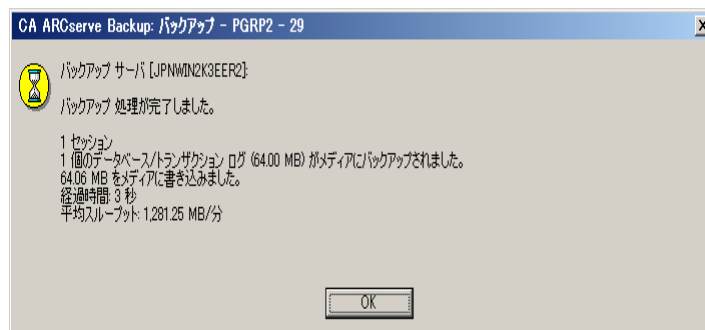 CA ARCserve Backup: バックアップ - PGRP2 - 29
バックアップ サーバ [JPNWIN2K3EER2]:
バックアップ 処理が完了しました。
1 セッション
1 個のデータベース/トランザクション ログ (64.00 MB) がメディアにバックアップされました。
64.06 MB をメディアに書き込みました。
経過時間: 3 秒
平均スループット: 1,281.25 MB/分
OK